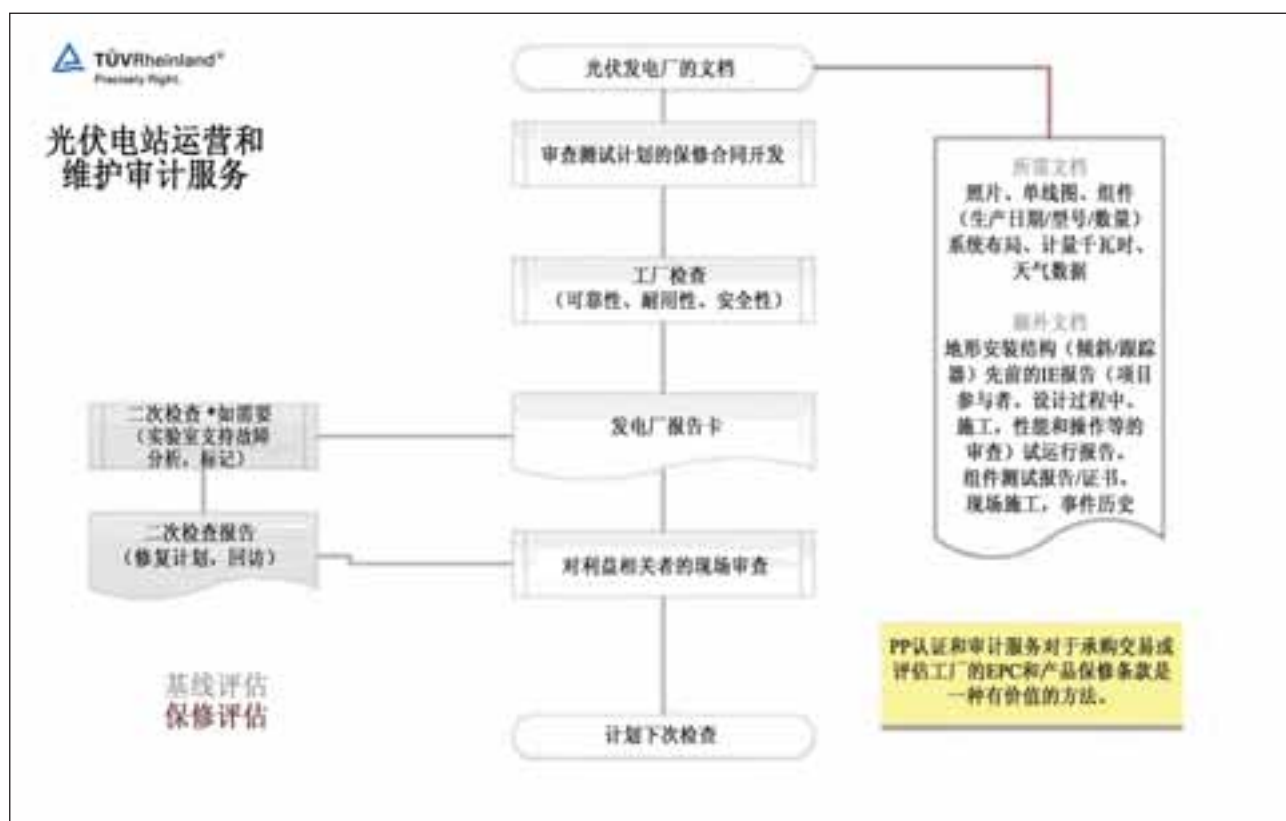 TÜVRheinland®
Precisely Right.
光伏电站运营和
维护审计服务
光伏发电厂的文档
审查测试计划的保修合同开发
工厂检查
（可靠性、耐用性、安全性）
发电厂报告卡
二次检查 *如需要
（实验室支持故障
分析，标记）
二次检查报告
（修复计划，回访）
对利益相关者的现场审查
计划下次检查
基线评估
保修评估
所需文档
照片、单线图、组件
（生产日期/型号/数量）
系统布局、计量千瓦时、
天气数据
额外文档
地形安装结构（倾斜/跟踪
器）先前的IE报告（项目
参与者、设计过程中、
施工，性能和操作等的
审查）试运行报告，
组件测试报告/证书，
现场施工，事件历史
PP认证和审计服务对于承购交易或
评估工厂的EPC和产品保修条款是
一种有价值的方法。